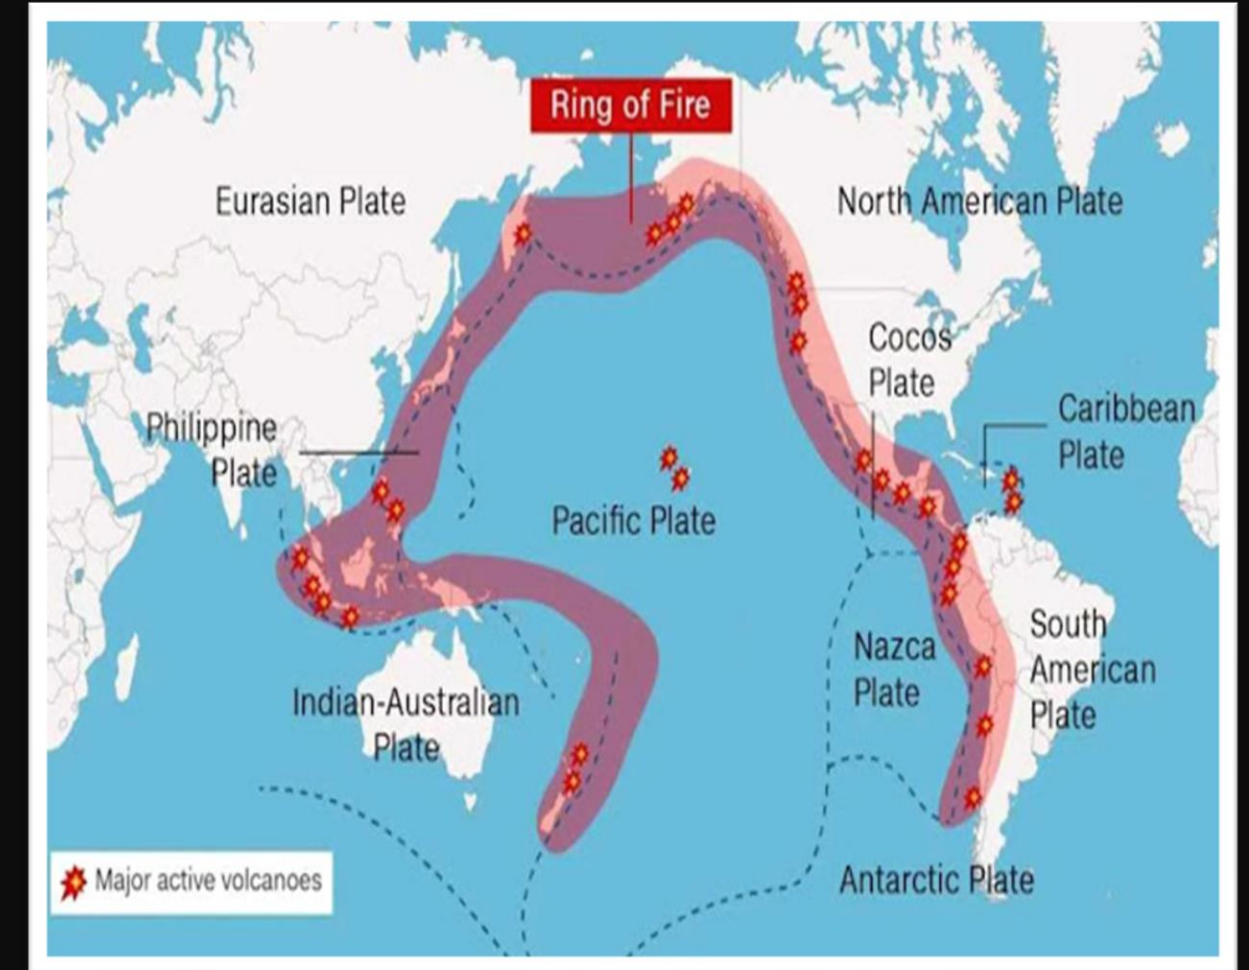 Ring of Fire
Eurasian Plate
North American Plate
Cocos
Plate
Caribbean
Plate
Philippine
Plate
Pacific Plate
South
American
Plate
Nazca
Plate
Indian-Australian
Plate
Antarctic Plate
Major active volcanoes